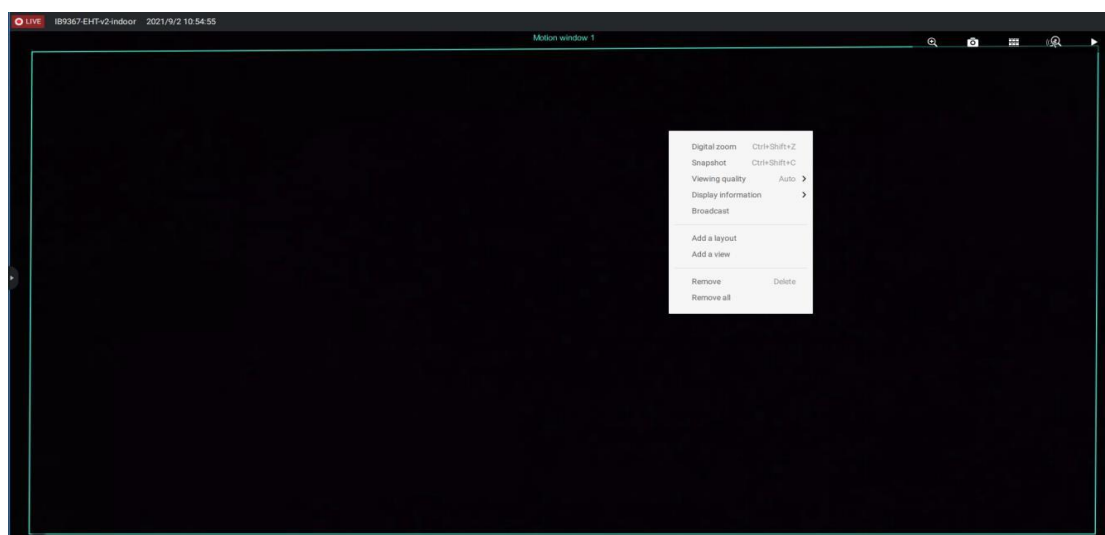 LIVE IB9367-EHT-v2-indoor 2021/9/2 10:54:55
Motion window 1
Digital zoom Ctrl+Shift+Z
Snapshot Ctrl+Shift+C
Viewing quality Auto
Display information
Broadcast
Add a layout
Add a view
Remove Delete
Remove all